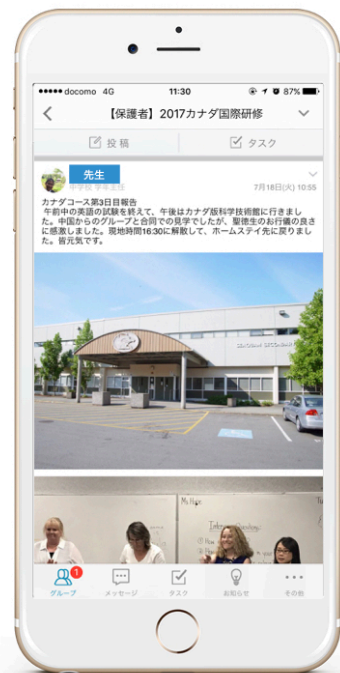 docomo 4G 11:30 87%
【保護者】2017カナダ国際研修
投稿 タスク
先生
中学校 学年主任
7月18日(火) 10:55
カナダコース第3日目報告
午前中の英語の試験を終えて、午後はカナダ版科学技術館に行きまし
た。中国からのグループと合同での見学でしたが、聖徳生のお行儀の良さ
に感激しました。現地時間16:30に解散して、ホームステイ先に戻りまし
た。皆元気です。
SECONDARY
Ms
Interview Questions
1
グループ メッセージ タスク お知らせ その他